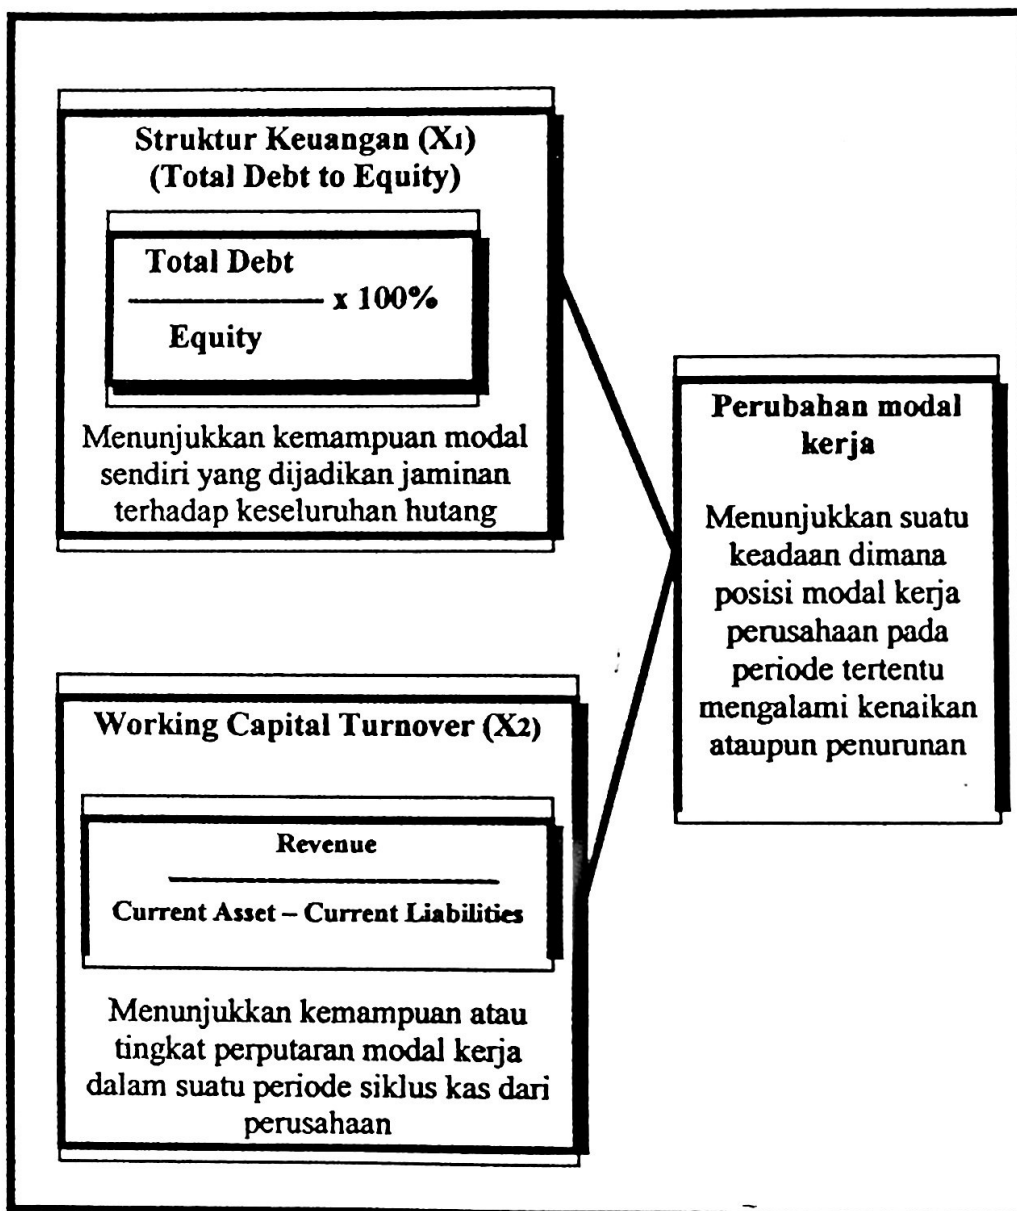 Struktur Keuangan (X1)
(Total Debt to Equity)
Total Debt
x 100%
Equity
Menunjukkan kemampuan modal
sendiri yang dijadikan jaminan
terhadap keseluruhan hutang
Working Capital Turnover (X2)
Revenue
Current Asset – Current Liabilities
Menunjukkan kemampuan atau
tingkat perputaran modal kerja
dalam suatu periode siklus kas dari
perusahaan
Perubahan modal
kerja
Menunjukkan suatu
keadaan dimana
posisi modal kerja
perusahaan pada
periode tertentu
mengalami kenaikan
ataupun penurunan